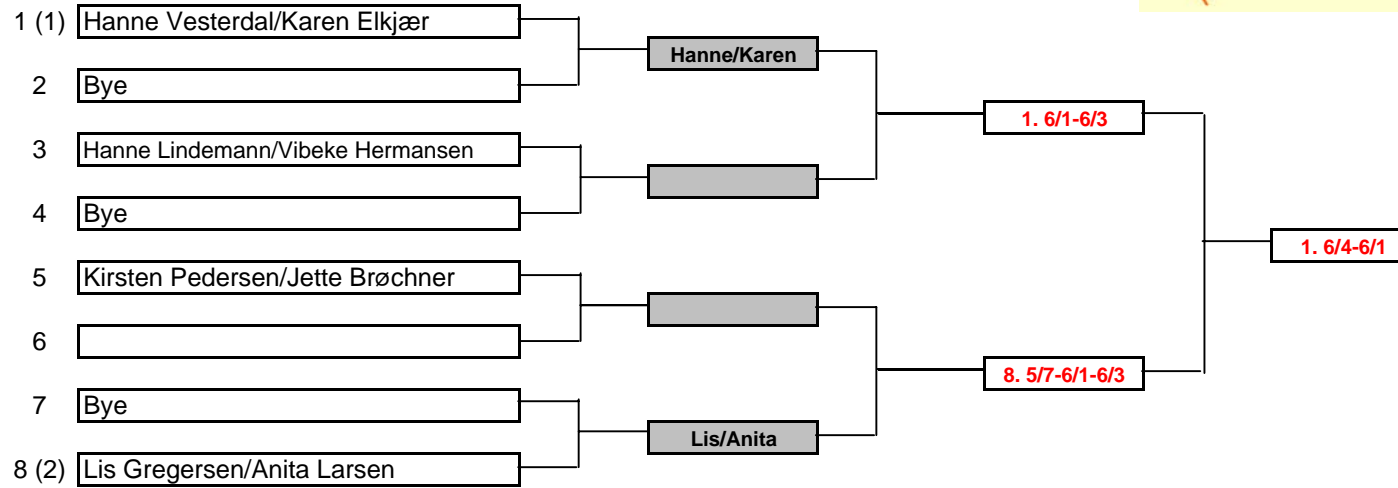 1 (1) Hanne Vesterdal/Karen Elkjær
Hanne/Karen
2 Bye
1. 6/1-6/3
3 Hanne Lindemann/Vibeke Hermansen
4 Bye
1. 6/4-6/1
5 Kirsten Pedersen/Jette Brøchner
6
8. 5/7-6/1-6/3
7 Bye
Lis/Anita
8 (2) Lis Gregersen/Anita Larsen